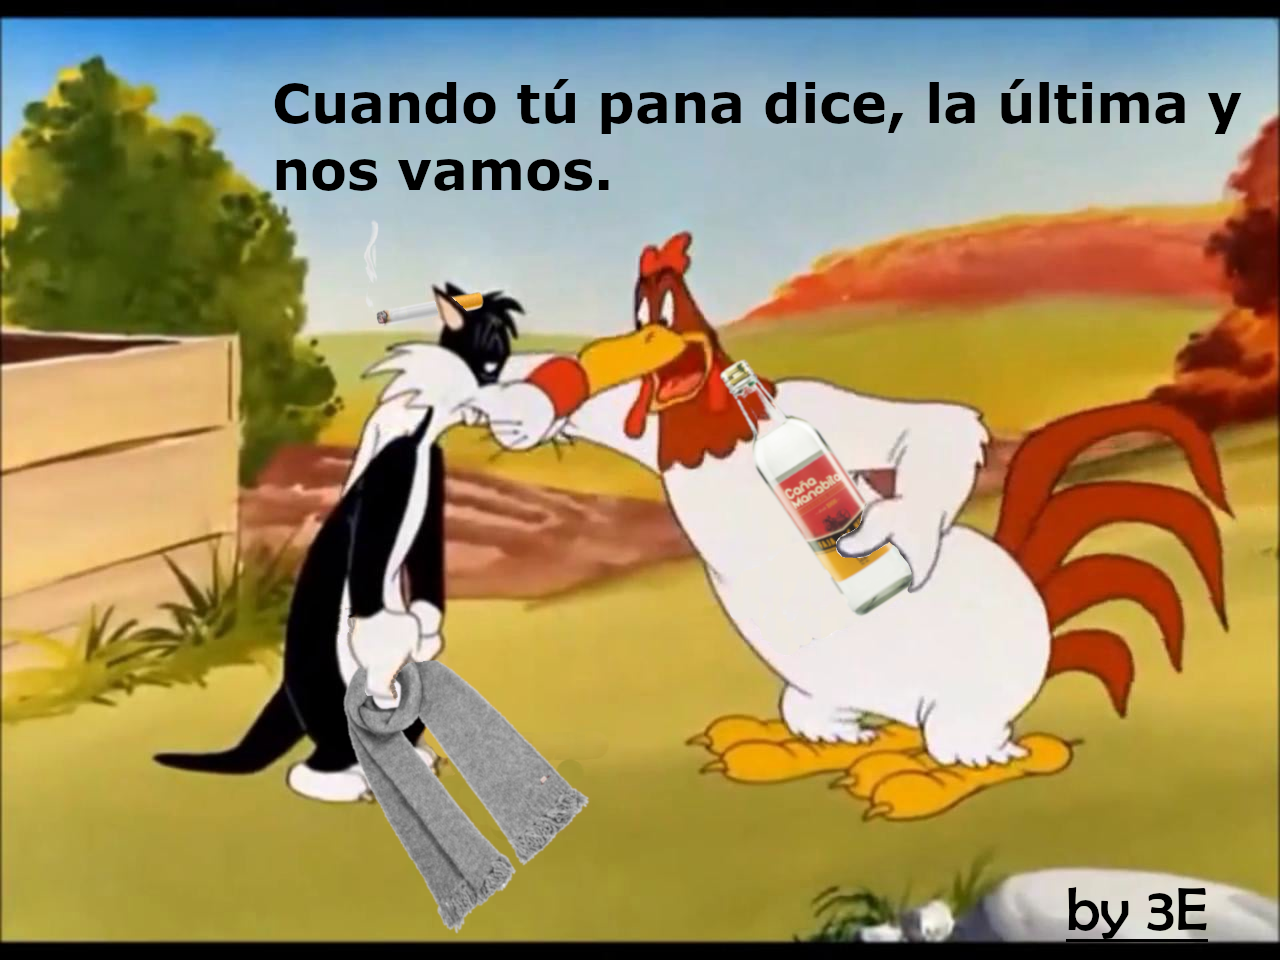 Cuando tú pana dice, la última y
nos vamos.
Caña
Manabita
by 3E